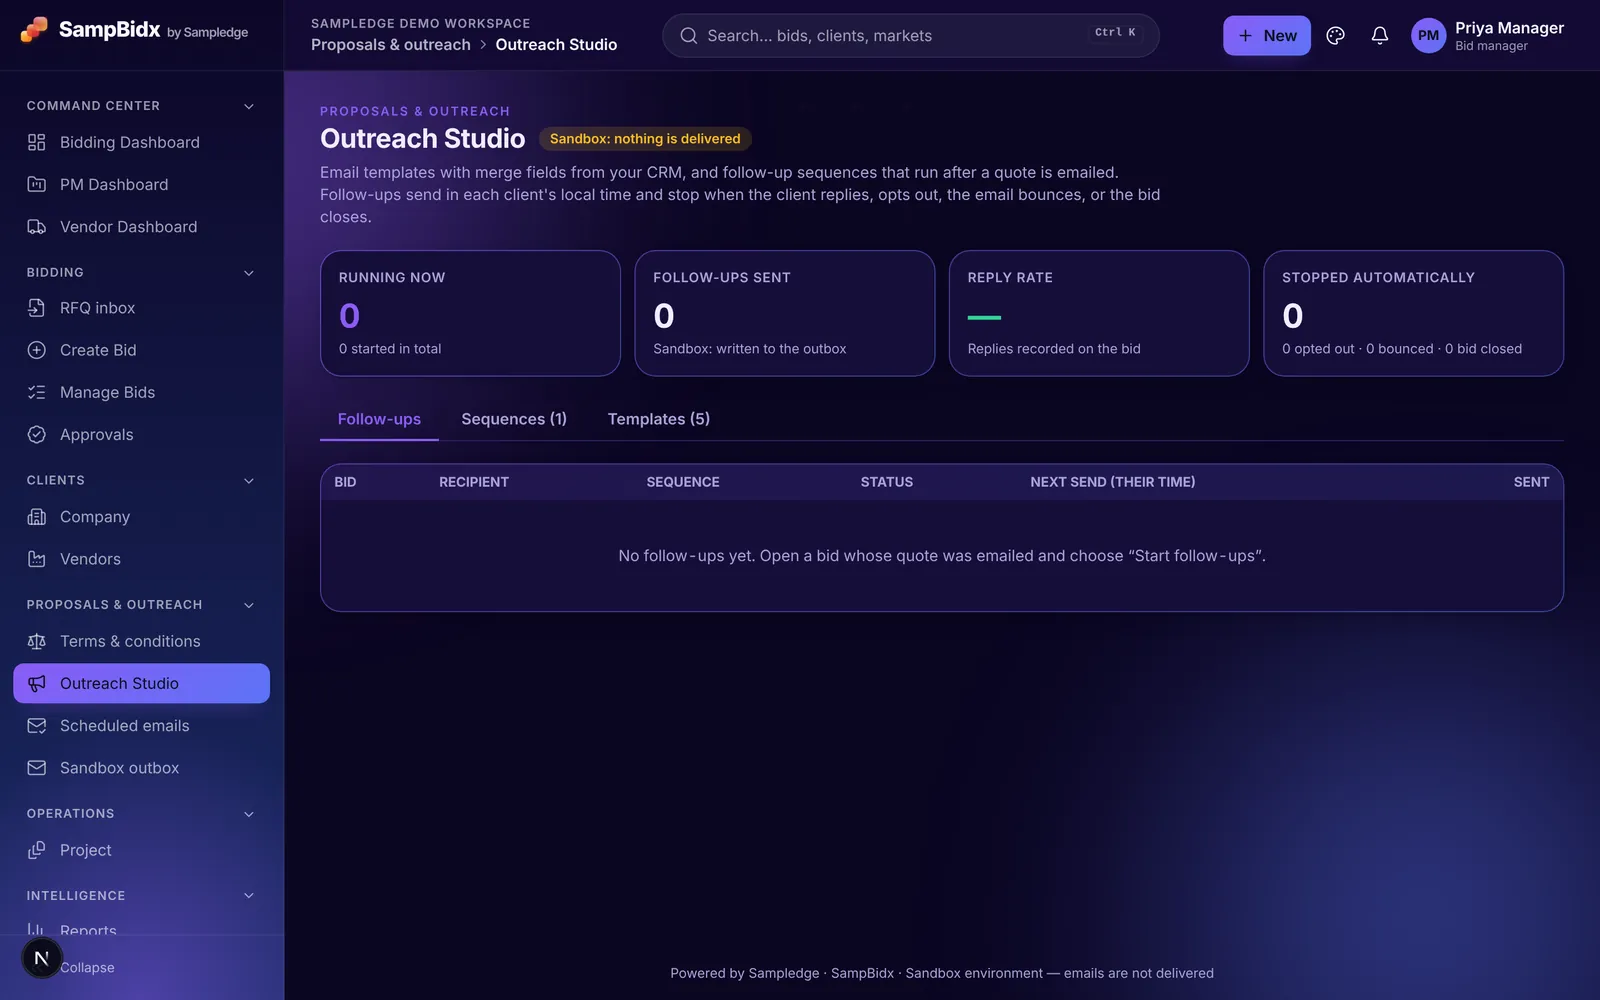 SampBidx by Sampledge
SAMPLEDGE DEMO WORKSPACE
Proposals & outreach > Outreach Studio
Search... bids, clients, markets
Ctrl K
+ New
PM
Priya Manager
Bid manager
COMMAND CENTER
Bidding Dashboard
PM Dashboard
Vendor Dashboard
BIDDING
RFQ inbox
Create Bid
Manage Bids
Approvals
CLIENTS
Company
Vendors
PROPOSALS & OUTREACH
Terms & conditions
Outreach Studio
Scheduled emails
Sandbox outbox
OPERATIONS
Project
INTELLIGENCE
Reports
N
Collapse
PROPOSALS & OUTREACH
Outreach Studio
Sandbox: nothing is delivered
Email templates with merge fields from your CRM, and follow-up sequences that run after a quote is emailed.
Follow-ups send in each client's local time and stop when the client replies, opts out, the email bounces, or the bid
closes.
RUNNING NOW
0
0 started in total
FOLLOW-UPS SENT
0
Sandbox: written to the outbox
REPLY RATE
—
Replies recorded on the bid
STOPPED AUTOMATICALLY
0
0 opted out · 0 bounced · 0 bid closed
Follow-ups
Sequences (1)
Templates (5)
BID
RECIPIENT
SEQUENCE
STATUS
NEXT SEND (THEIR TIME)
SENT
No follow-ups yet. Open a bid whose quote was emailed and choose “Start follow-ups”.
Powered by Sampledge · SampBidx · Sandbox environment — emails are not delivered